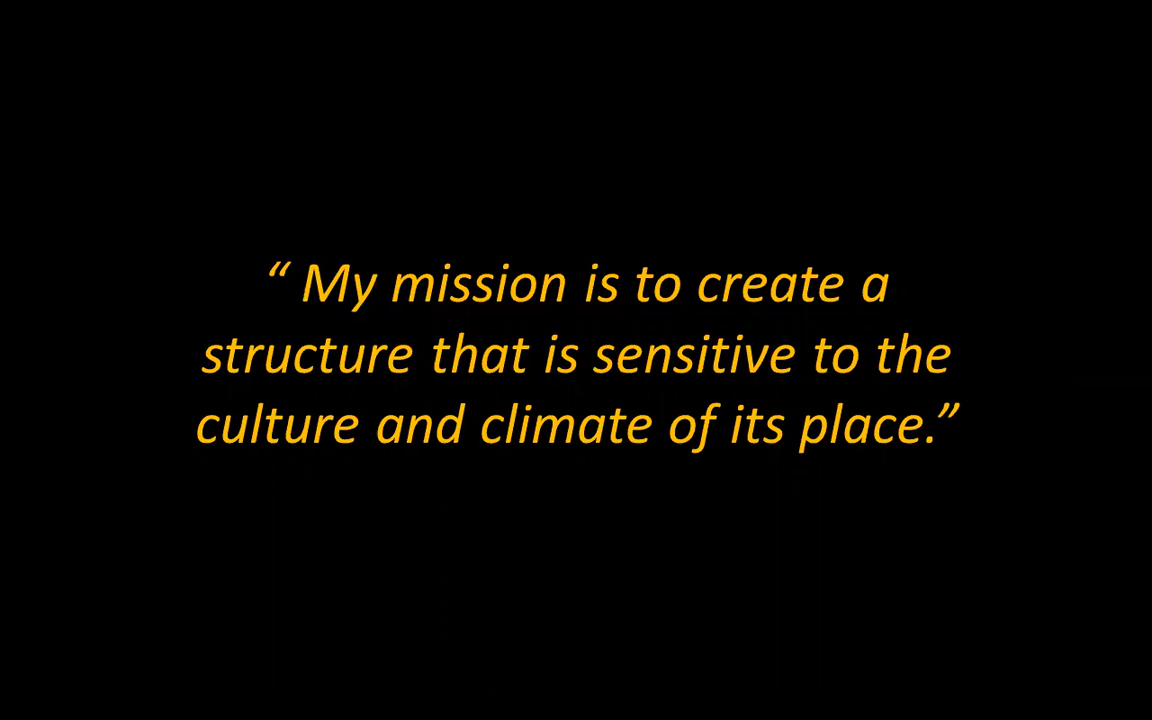 “ My mission is to create a
structure that is sensitive to the
culture and climate of its place.”